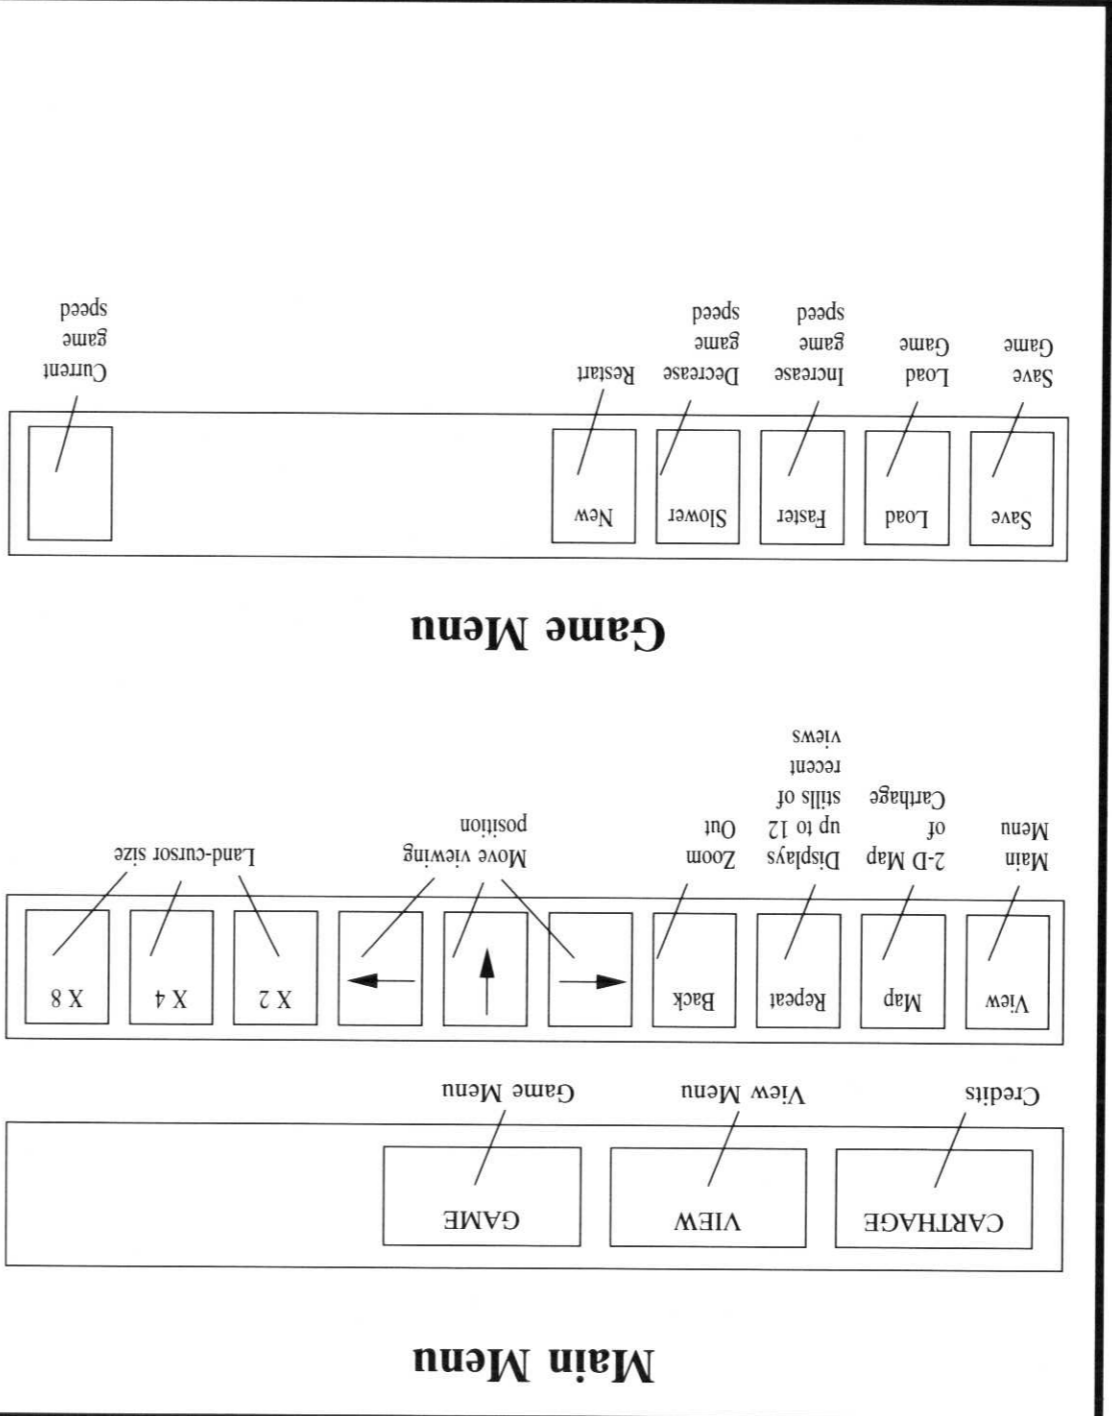 Main Menu
CARTHAGE
VIEW
GAME
Credits
View Menu
Game Menu
View
Map
Repeat
Back
X 2
X 4
X 8
Main
Menu
2-D Map
of
Carthage
Displays
up to 12
stills of
recent
views
Zoom
Out
Move viewing
position
Land-cursor size
Game Menu
Save
Load
Faster
Slower
New
Save
Game
Load
Game
Increase
game
speed
Decrease
game
speed
Restart
Current
game
speed